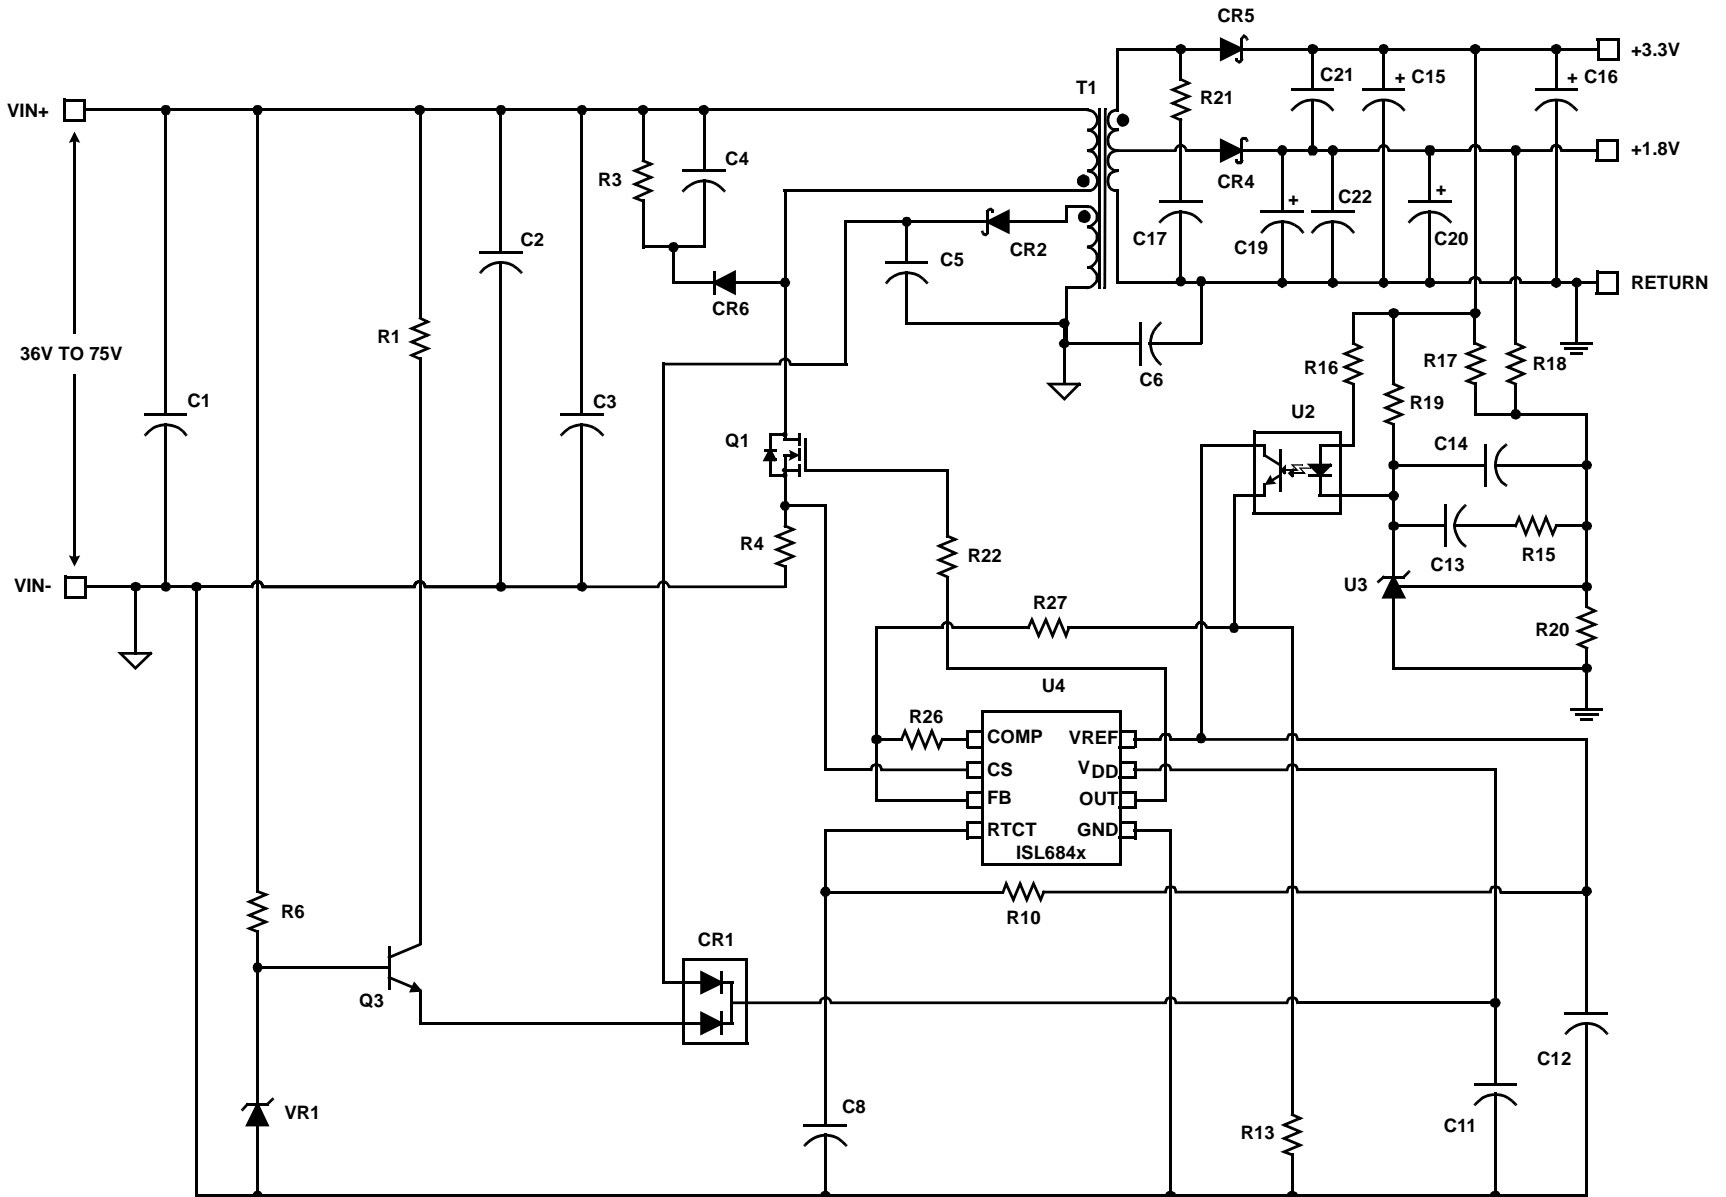 CR5
+3.3V
T1
C21
+ C15
+ C16
R21
VIN+
+1.8V
C4
R3
CR4
C22
+
+
C17
C19
C20
C2
C5
CR2
RETURN
CR6
R1
36V TO 75V
C6
R16
R17
R18
C1
C3
R19
U2
Q1
C14
R4
R22
R15
C13
VIN-
U3
R27
R20
U4
R26
COMP
VREF
CS
VDD
FB
OUT
RTCT
GND
ISL684x
R6
R10
CR1
Q3
C12
VR1
C8
C11
R13